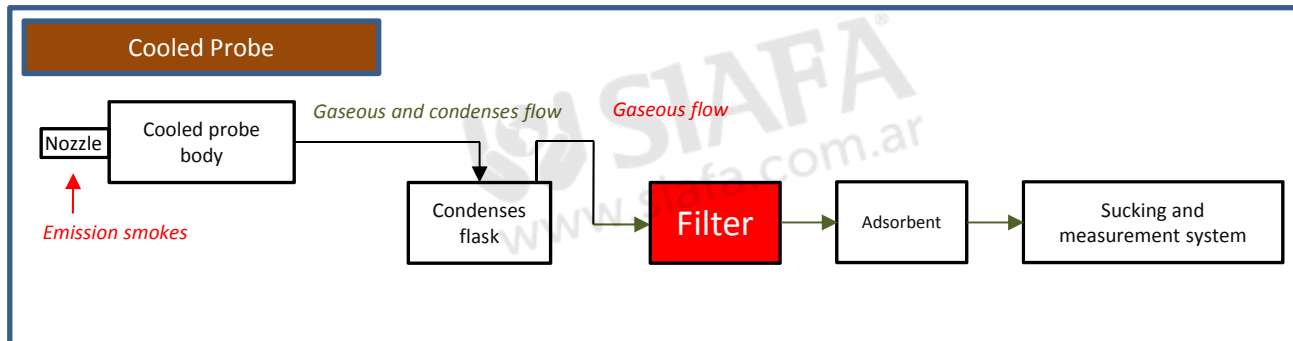 Cooled Probe
Gaseous and condenses flow
Gaseous flow
Nozzle
Cooled probe
body
Emission smokes
Condenses
flask
Filter
Adsorbent
Sucking and
measurement system
SIAFA
www.siafa.com.ar